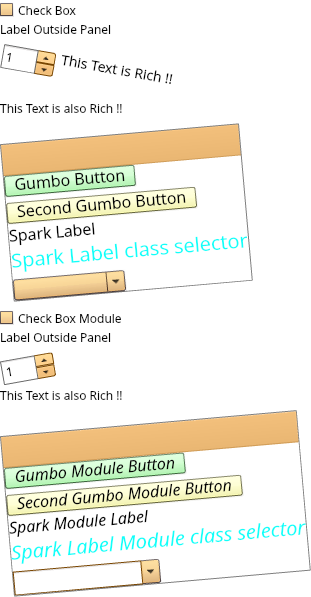 Check Box
Label Outside Panel
1
This Text is Rich !!
This Text is also Rich !!
Gumbo Button
Second Gumbo Button
Spark Label
Spark Label class selector
Check Box Module
Label Outside Panel
1
This Text is also Rich !!
Gumbo Module Button
Second Gumbo Module Button
Spark Module Label
Spark Label Module class selector